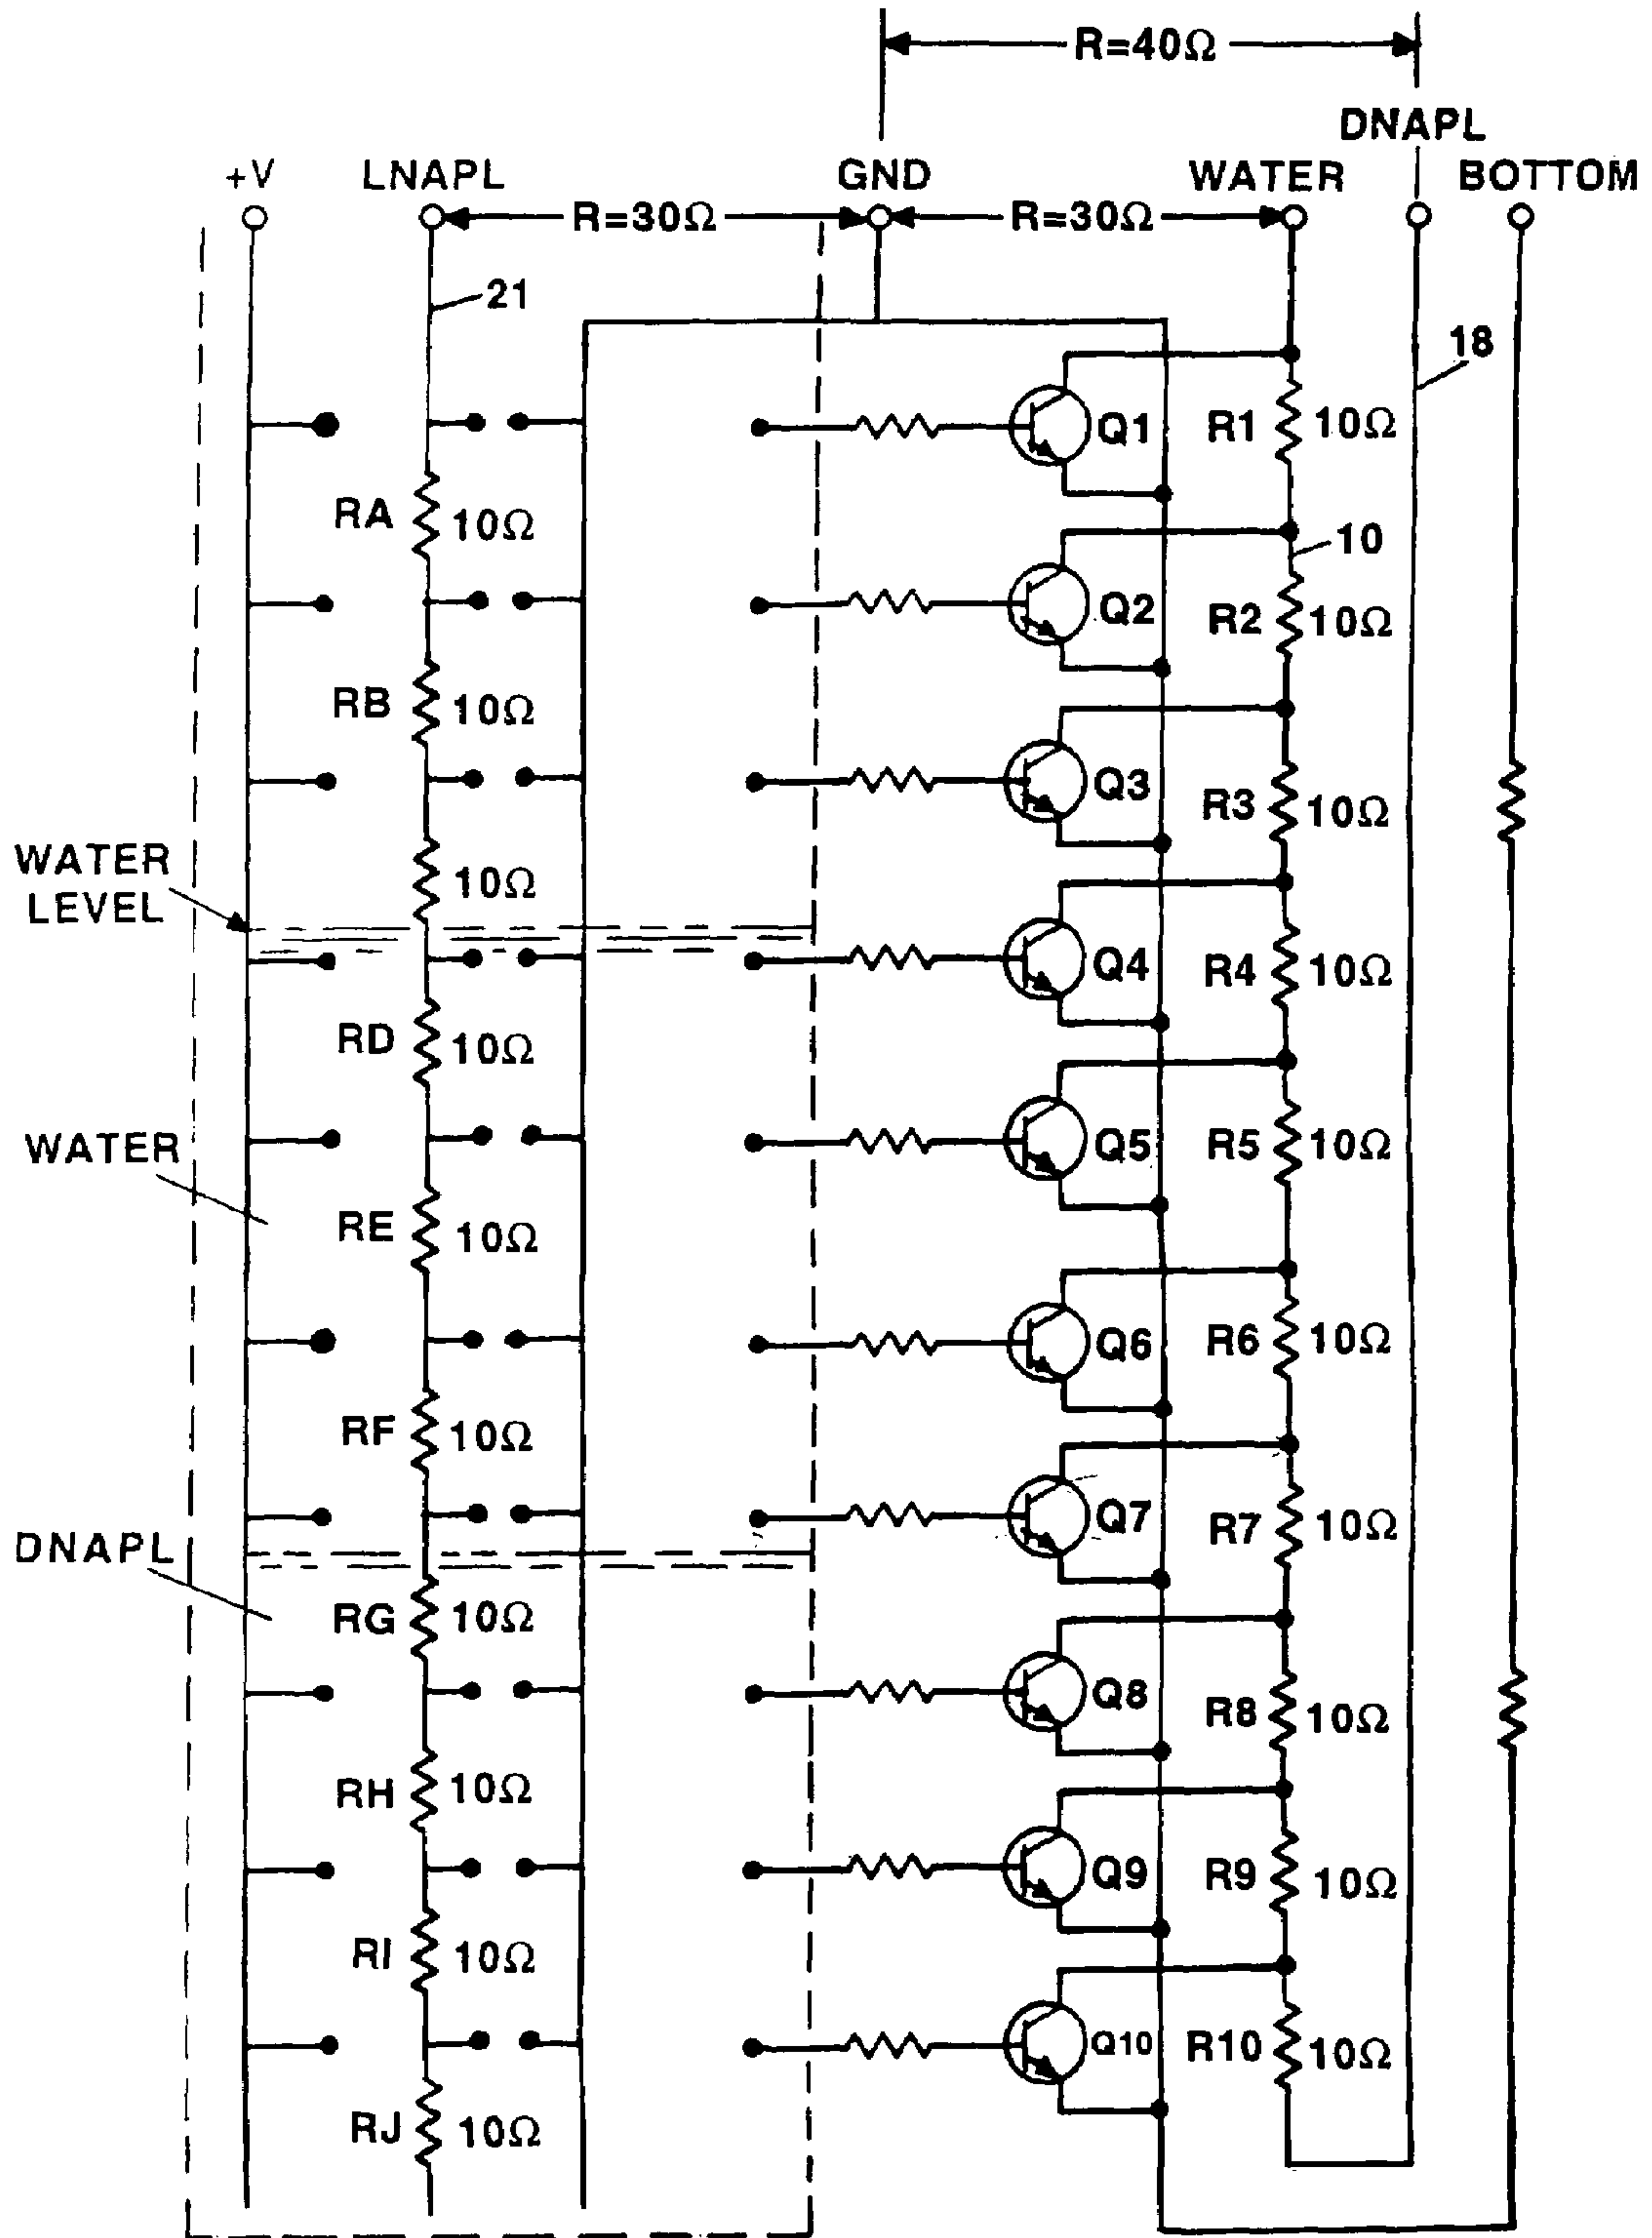 R=40Ω
DNAPL
+V LNAPL GND WATER BOTTOM
R=30Ω R=30Ω
21
18
Q1 R1 10Ω
RA 10Ω
10
Q2 R2 10Ω
RB 10Ω
Q3 R3 10Ω
WATER
LEVEL
10Ω
Q4 R4 10Ω
RD 10Ω
WATER
Q5 R5 10Ω
RE 10Ω
Q6 R6 10Ω
RF 10Ω
Q7 R7 10Ω
DNAPL
RG 10Ω
Q8 R8 10Ω
RH 10Ω
Q9 R9 10Ω
RI 10Ω
Q10 R10 10Ω
RJ 10Ω